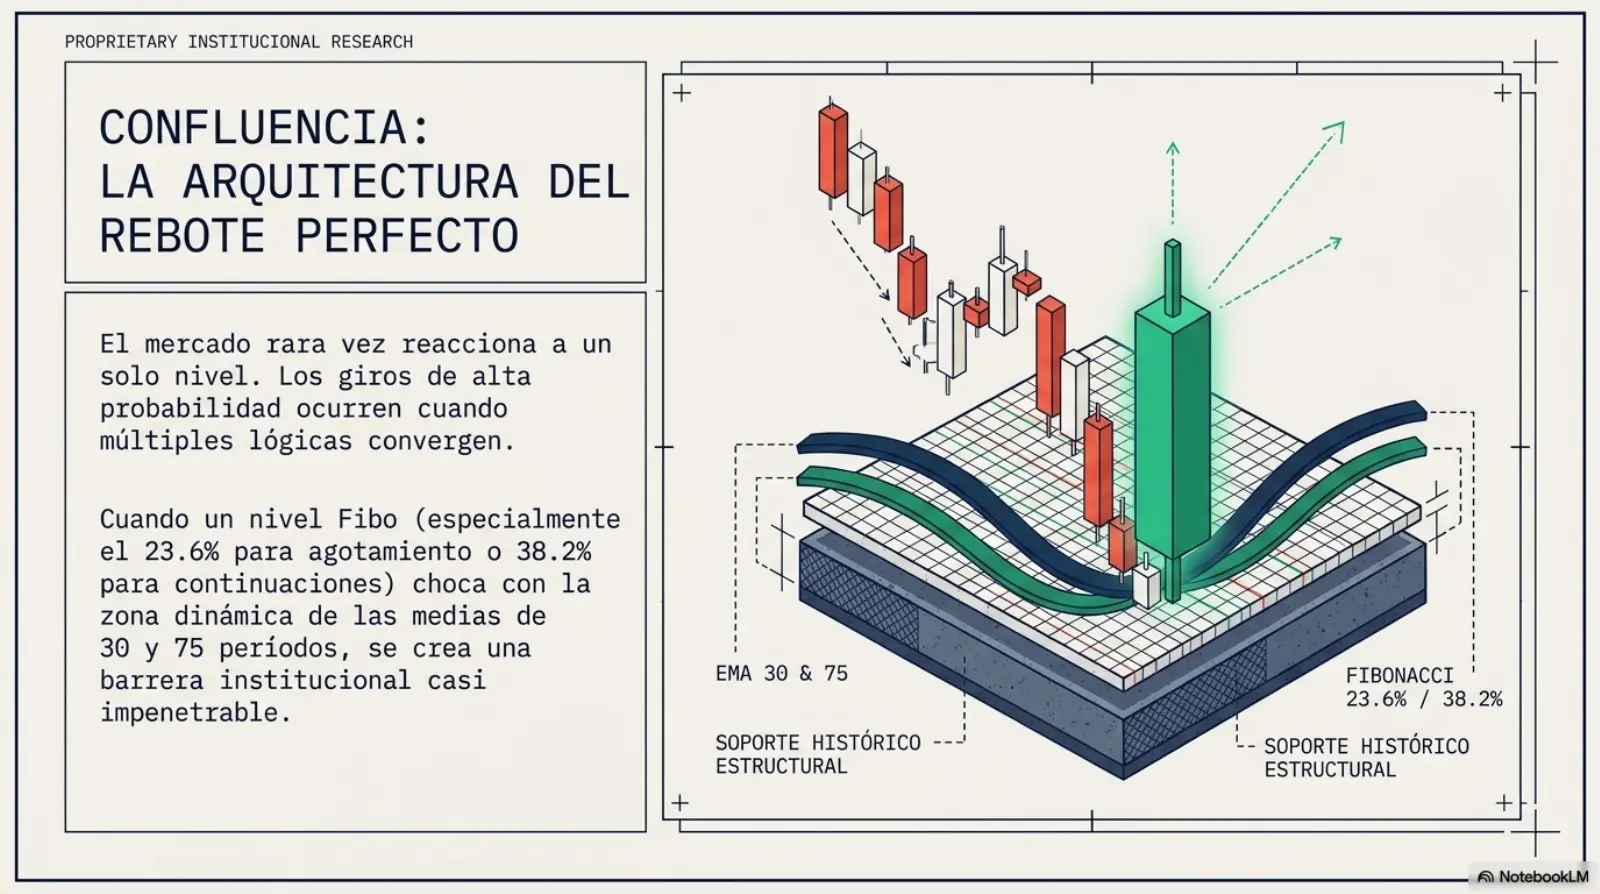 PROPRIETARY INSTITUCIONAL RESEARCH
CONFLUENCIA:
LA ARQUITECTURA DEL
REBOTE PERFECTO
El mercado rara vez reacciona a un
solo nivel. Los giros de alta
probabilidad ocurren cuando
múltiples lógicas convergen.
Cuando un nivel Fibo (especialmente
el 23.6% para agotamiento o 38.2%
para continuaciones) choca con la
zona dinámica de las medias de
30 y 75 períodos, se crea una
barrera institucional casi
impenetrable.
EMA 30 & 75
SOPORTE HISTÓRICO
ESTRUCTURAL
FIBONACCI
23.6% / 38.2%
SOPORTE HISTÓRICO
ESTRUCTURAL
NotebookLM